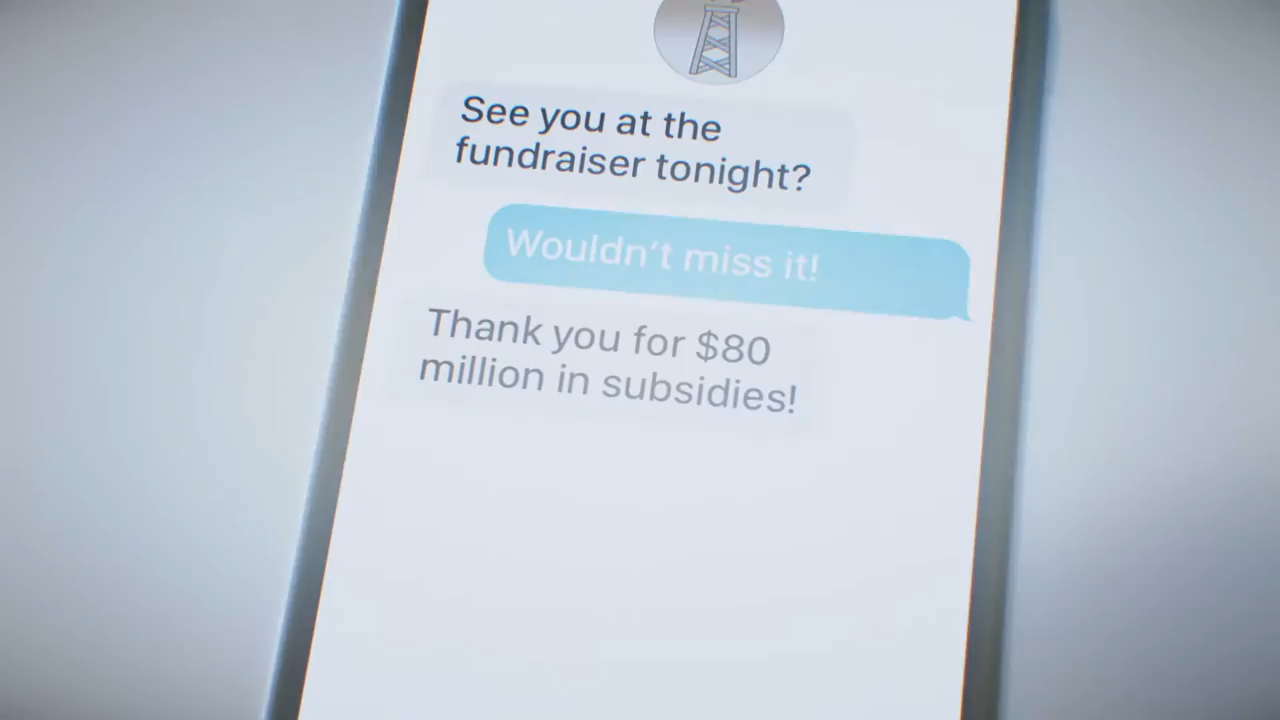 See you at the
fundraiser tonight?
Wouldn't miss it!
Thank you for $80
million in subsidies!